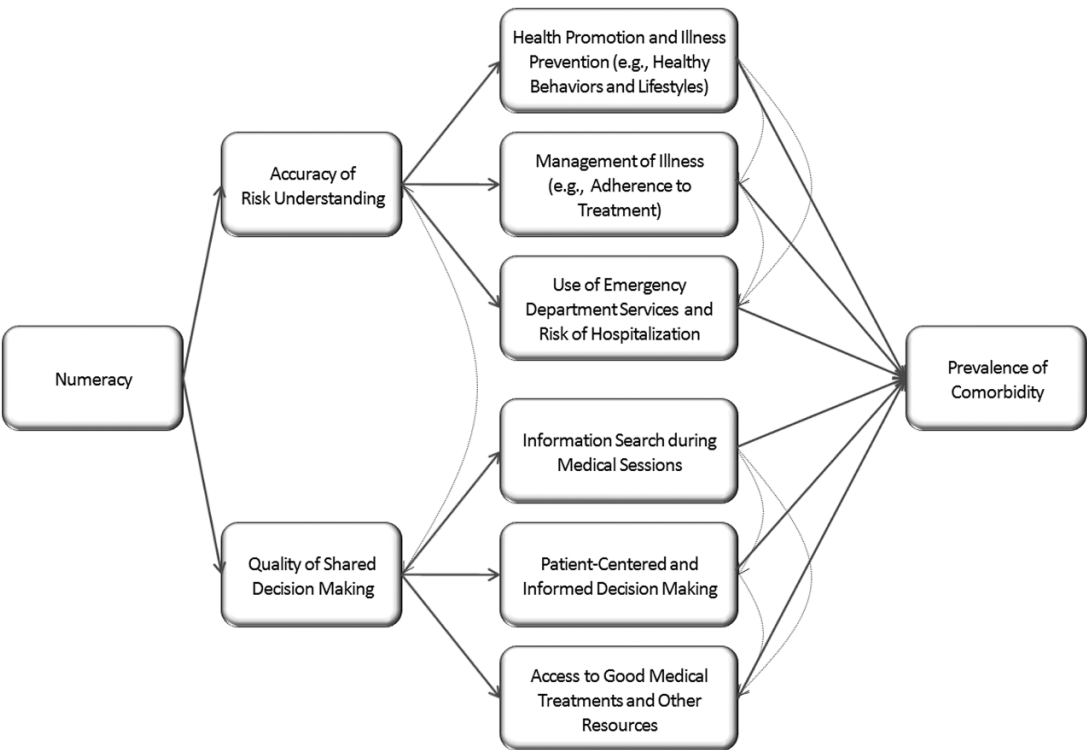 Health Promotion and Illness
Prevention (e.g., Healthy
Behaviors and Lifestyles)
Accuracy of
Risk Understanding
Management of Illness
(e.g., Adherence to
Treatment)
Use of Emergency
Department Services and
Risk of Hospitalization
Numeracy
Prevalence of
Comorbidity
Information Search during
Medical Sessions
Quality of Shared
Decision Making
Patient-Centered and
Informed Decision Making
Access to Good Medical
Treatments and Other
Resources